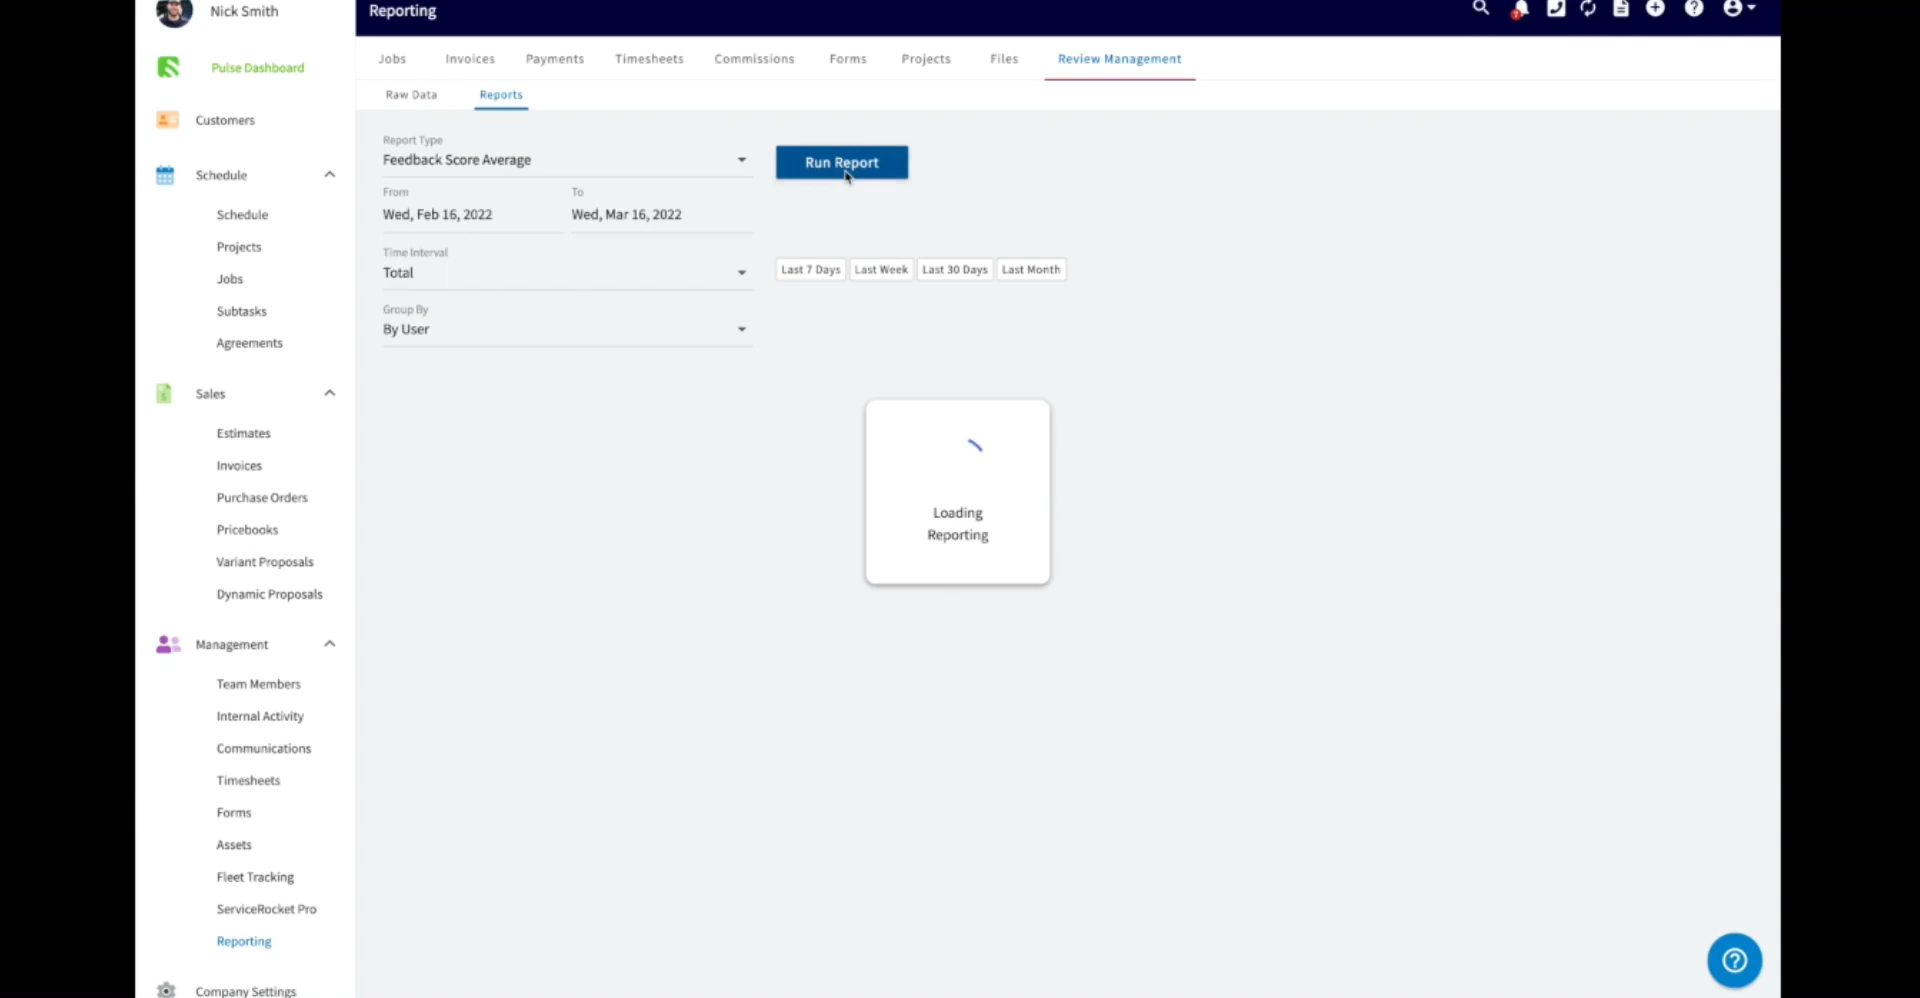 Nick Smith
Pulse Dashboard
Customers
Schedule
Schedule
Projects
Jobs
Subtasks
Agreements
Sales
Estimates
Invoices
Purchase Orders
Pricebooks
Variant Proposals
Dynamic Proposals
Management
Team Members
Internal Activity
Communications
Timesheets
Forms
Assets
Fleet Tracking
ServiceRocket Pro
Reporting
Company Settings
Reporting
Jobs Invoices Payments Timesheets Commissions Forms Projects Files Review Management
Raw Data Reports
Report Type
Feedback Score Average
Run Report
From To
Wed, Feb 16, 2022 Wed, Mar 16, 2022
Time Interval
Total
Last 7 Days Last Week Last 30 Days Last Month
Group By
By User
Loading
Reporting